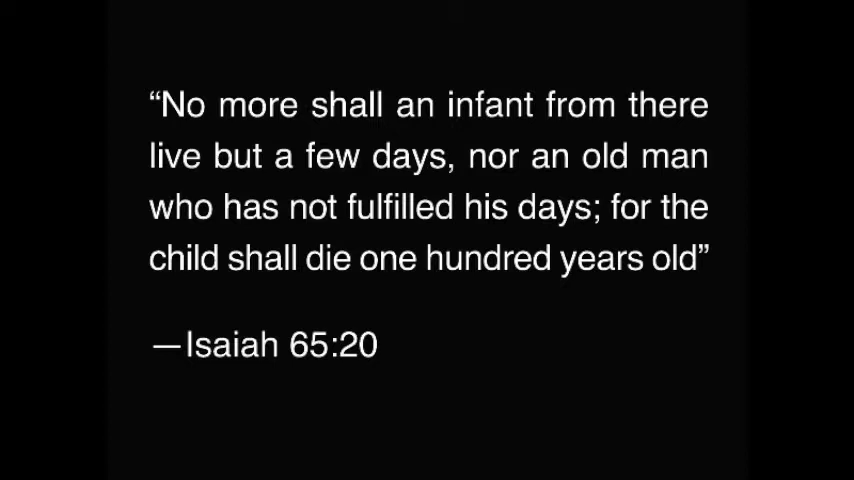 “No more shall an infant from there
live but a few days, nor an old man
who has not fulfilled his days; for the
child shall die one hundred years old”
—Isaiah 65:20